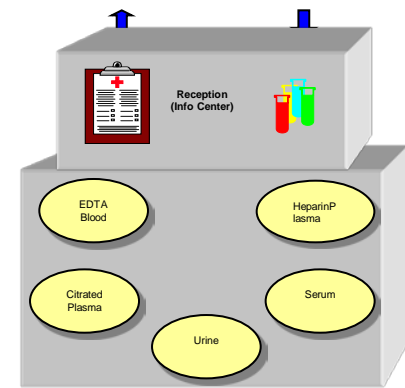 Reception
(Info Center)
EDTA
Blood
HeparinP
lasma
Citrated
Plasma
Serum
Urine